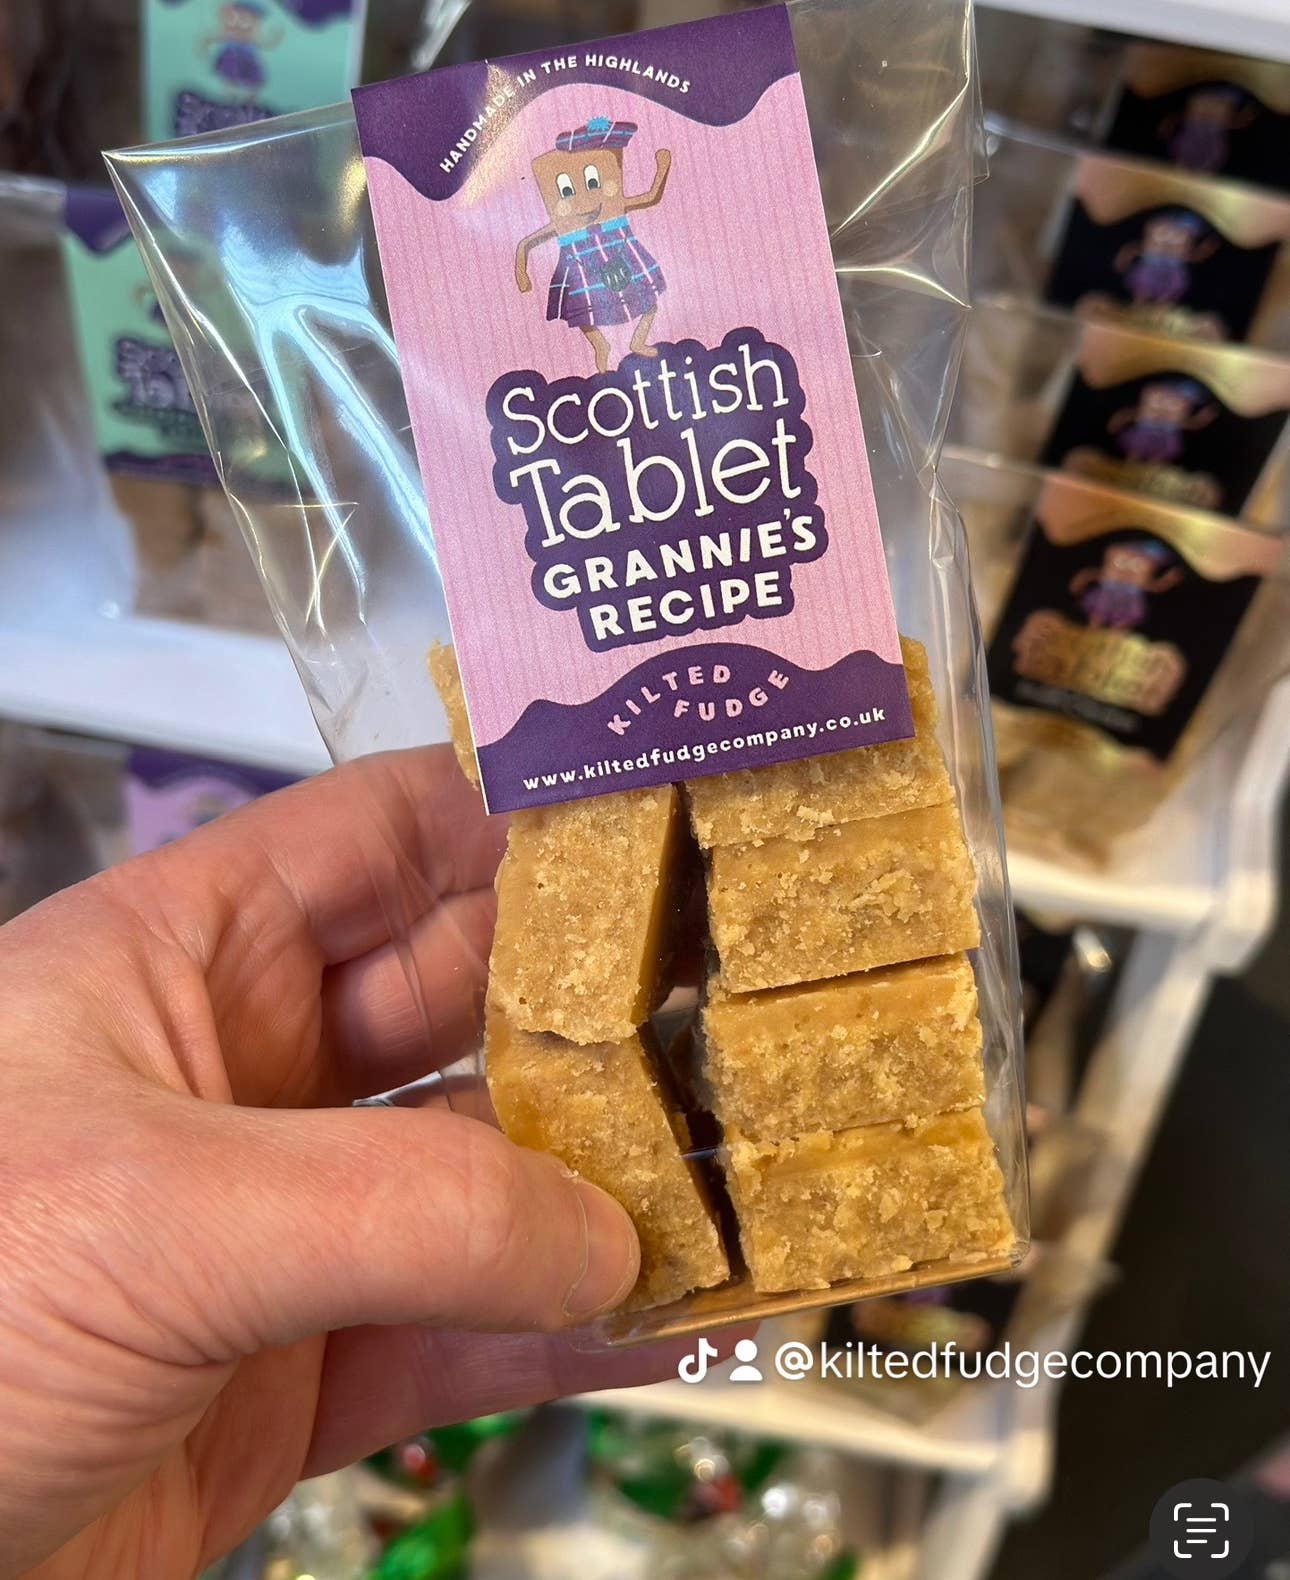 HANDMADE IN THE HIGHLANDS
Scottish
Tablet
GRANNIE'S
RECIPE
KILTED
FUDGE
www.kiltedfudgecompany.co.uk
@kiltedfudgecompany